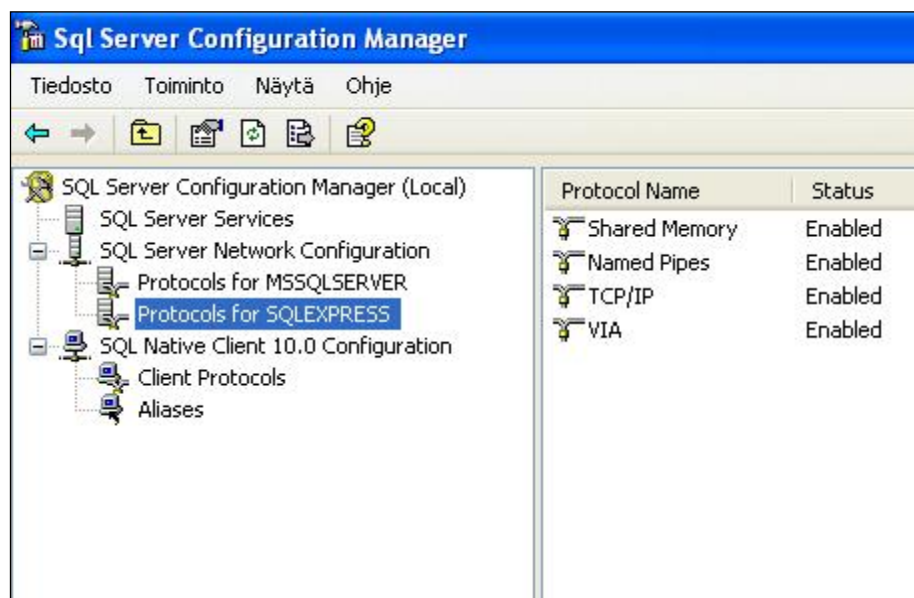 Sql Server Configuration Manager
Tiedosto Toiminto Näytä Ohje
SQL Server Configuration Manager (Local)
SQL Server Services
SQL Server Network Configuration
Protocols for MSSQLSERVER
Protocols for SQLEXPRESS
SQL Native Client 10.0 Configuration
Client Protocols
Aliases
Protocol Name Status
Shared Memory Enabled
Named Pipes Enabled
TCP/IP Enabled
VIA Enabled